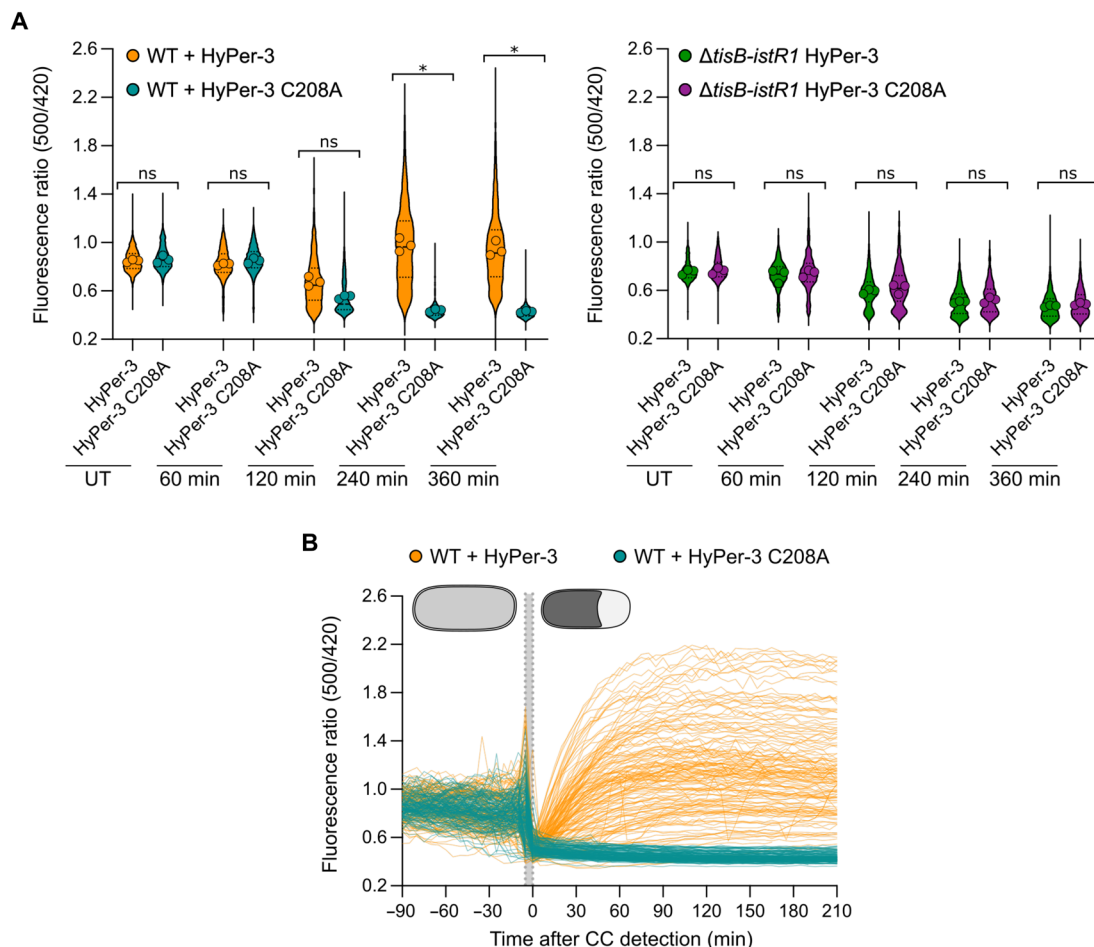 A
WT + HyPer-3
WT + HyPer-3 C208A
Fluorescence ratio (500/420)
2.6
2.2
1.8
1.4
1.0
0.6
0.2
ns
ns
ns
*
*
HyPer-3
HyPer-3 C208A
HyPer-3
HyPer-3 C208A
HyPer-3
HyPer-3 C208A
HyPer-3
HyPer-3 C208A
HyPer-3
HyPer-3 C208A
UT
60 min
120 min
240 min
360 min
ΔtisB-istR1 HyPer-3
ΔtisB-istR1 HyPer-3 C208A
Fluorescence ratio (500/420)
2.6
2.2
1.8
1.4
1.0
0.6
0.2
ns
ns
ns
ns
ns
HyPer-3
HyPer-3 C208A
HyPer-3
HyPer-3 C208A
HyPer-3
HyPer-3 C208A
HyPer-3
HyPer-3 C208A
HyPer-3
HyPer-3 C208A
UT
60 min
120 min
240 min
360 min
B
WT + HyPer-3
WT + HyPer-3 C208A
Fluorescence ratio (500/420)
2.6
2.2
1.8
1.4
1.0
0.6
0.2
–90 –60 –30 0 30 60 90 120 150 180 210
Time after CC detection (min)